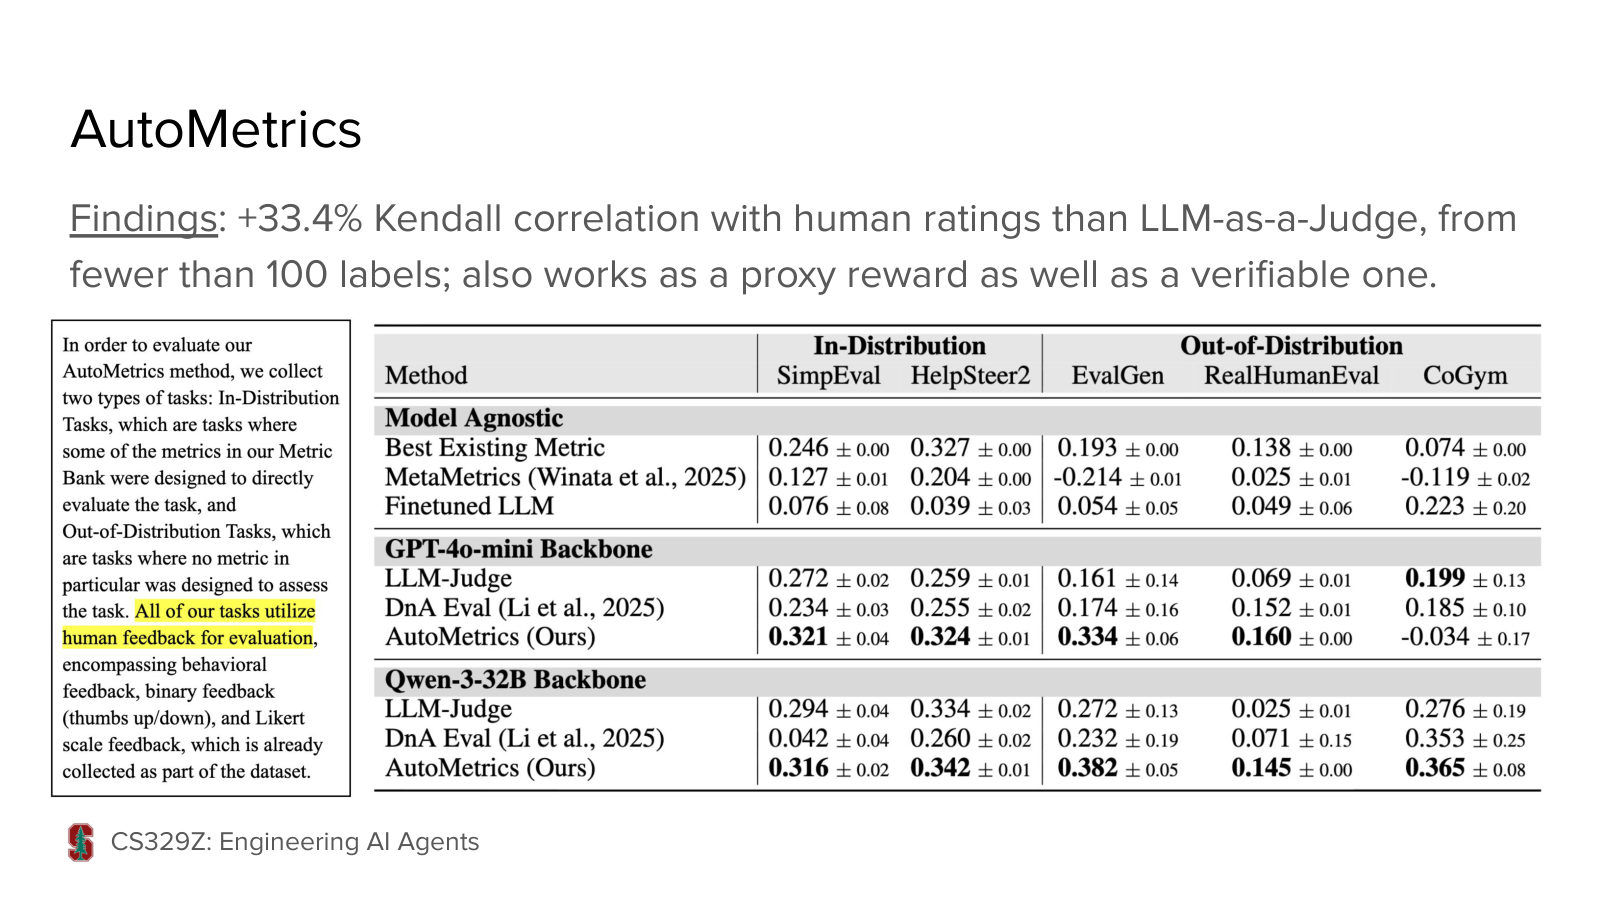 AutoMetrics
Findings: +33.4% Kendall correlation with human ratings than LLM-as-a-Judge, from
fewer than 100 labels; also works as a proxy reward as well as a verifiable one.
In order to evaluate our
AutoMetrics method, we collect
two types of tasks: In-Distribution
Tasks, which are tasks where
some of the metrics in our Metric
Bank were designed to directly
evaluate the task, and
Out-of-Distribution Tasks, which
are tasks where no metric in
particular was designed to assess
the task. All of our tasks utilize
human feedback for evaluation,
encompassing behavioral
feedback, binary feedback
(thumbs up/down), and Likert
scale feedback, which is already
collected as part of the dataset.
In-Distribution Out-of-Distribution
Method SimpEval HelpSteer2 EvalGen RealHumanEval CoGym
Model Agnostic
Best Existing Metric 0.246 ± 0.00 0.327 ± 0.00 0.193 ± 0.00 0.138 ± 0.00 0.074 ± 0.00
MetaMetrics (Winata et al., 2025) 0.127 ± 0.01 0.204 ± 0.00 -0.214 ± 0.01 0.025 ± 0.01 -0.119 ± 0.02
Finetuned LLM 0.076 ± 0.08 0.039 ± 0.03 0.054 ± 0.05 0.049 ± 0.06 0.223 ± 0.20
GPT-4o-mini Backbone
LLM-Judge 0.272 ± 0.02 0.259 ± 0.01 0.161 ± 0.14 0.069 ± 0.01 0.199 ± 0.13
DnA Eval (Li et al., 2025) 0.234 ± 0.03 0.255 ± 0.02 0.174 ± 0.16 0.152 ± 0.01 0.185 ± 0.10
AutoMetrics (Ours) 0.321 ± 0.04 0.324 ± 0.01 0.334 ± 0.06 0.160 ± 0.00 -0.034 ± 0.17
Qwen-3-32B Backbone
LLM-Judge 0.294 ± 0.04 0.334 ± 0.02 0.272 ± 0.13 0.025 ± 0.01 0.276 ± 0.19
DnA Eval (Li et al., 2025) 0.042 ± 0.04 0.260 ± 0.02 0.232 ± 0.19 0.071 ± 0.15 0.353 ± 0.25
AutoMetrics (Ours) 0.316 ± 0.02 0.342 ± 0.01 0.382 ± 0.05 0.145 ± 0.00 0.365 ± 0.08
CS329Z: Engineering AI Agents